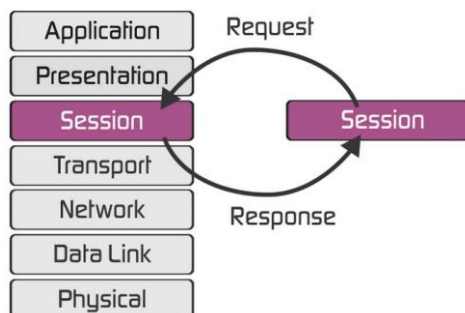 Application
Presentation
Session
Transport
Network
Data Link
Physical
Request
Session
Response